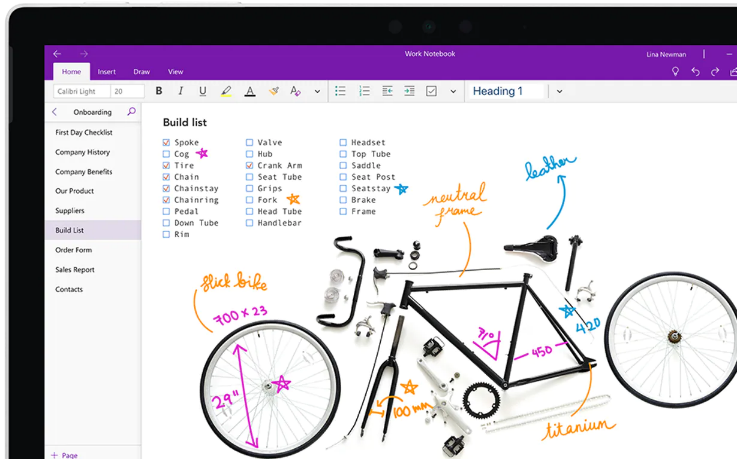 Work Notebook
Lina Newman
Home Insert Draw View
Calibri Light 20 B I U A A Heading 1
Onboarding
First Day Checklist
Company History
Company Benefits
Our Product
Suppliers
Build List
Order Form
Sales Report
Contacts
+ Page
Build list
Spoke
Cog
Tire
Chain
Chainstay
Chainring
Pedal
Down Tube
Rim
Valve
Hub
Crank Arm
Seat Tube
Grips
Fork
Head Tube
Handlebar
Headset
Top Tube
Saddle
Seat Post
Seatstay
Brake
Frame
leather
neutral
frame
slick bike
700 x 23
29"
71°
450
420
100 mm
titanium